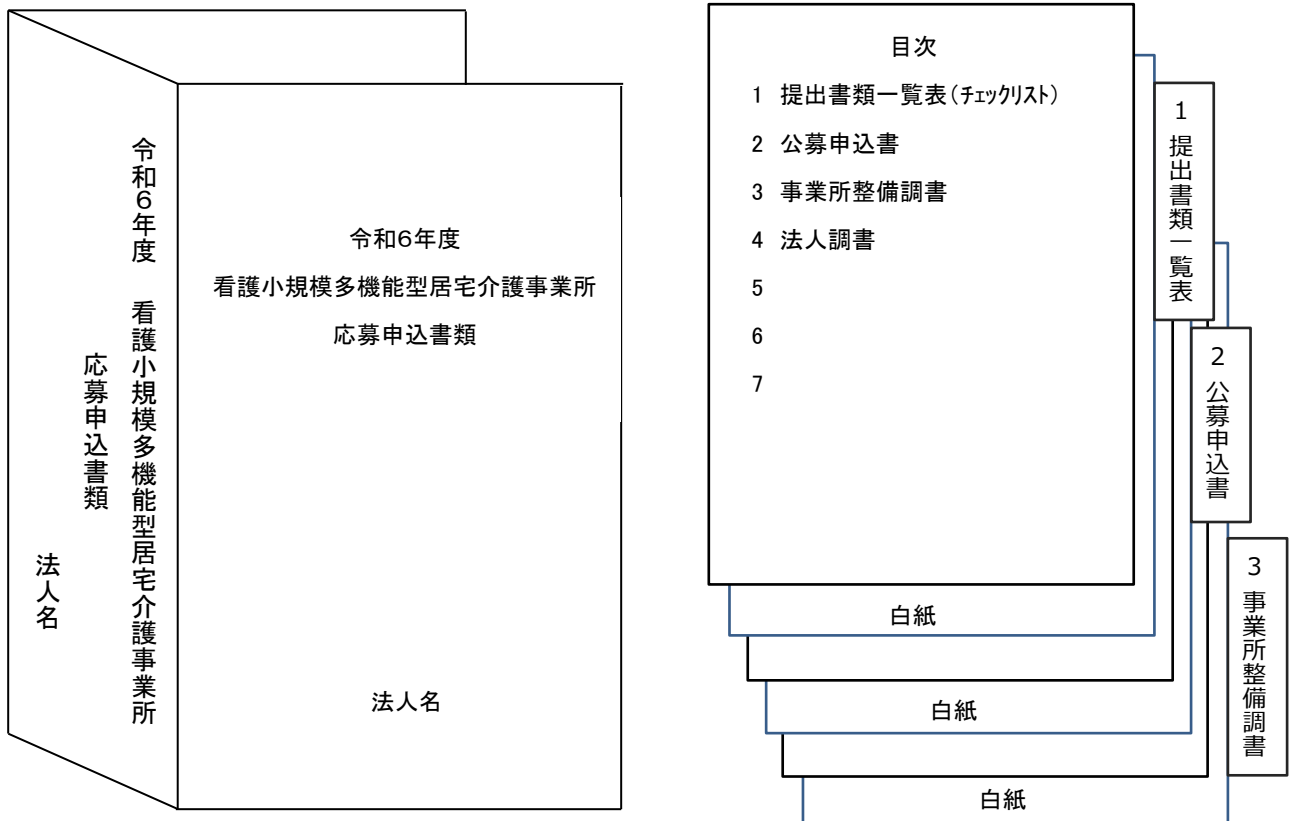 令和６年度　看護小規模多機能型居宅介護事業所
応募申込書類
法人名
令和６年度
看護小規模多機能型居宅介護事業所
応募申込書類
法人名
目次
1 提出書類一覧表（ﾁｪｯｸﾘｽﾄ）
2 公募申込書
3 事業所整備調書
4 法人調書
5
6
7
白紙
白紙
白紙
1 提出書類一覧表
2 公募申込書
3 事業所整備調書